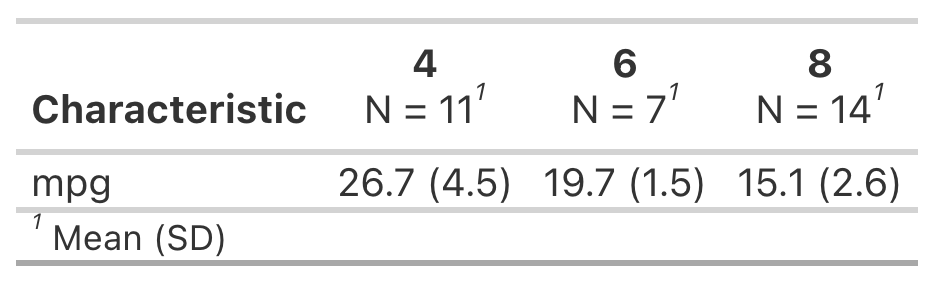 4 6 8
Characteristic N = 11¹ N = 7¹ N = 14¹
mpg 26.7 (4.5) 19.7 (1.5) 15.1 (2.6)
¹ Mean (SD)